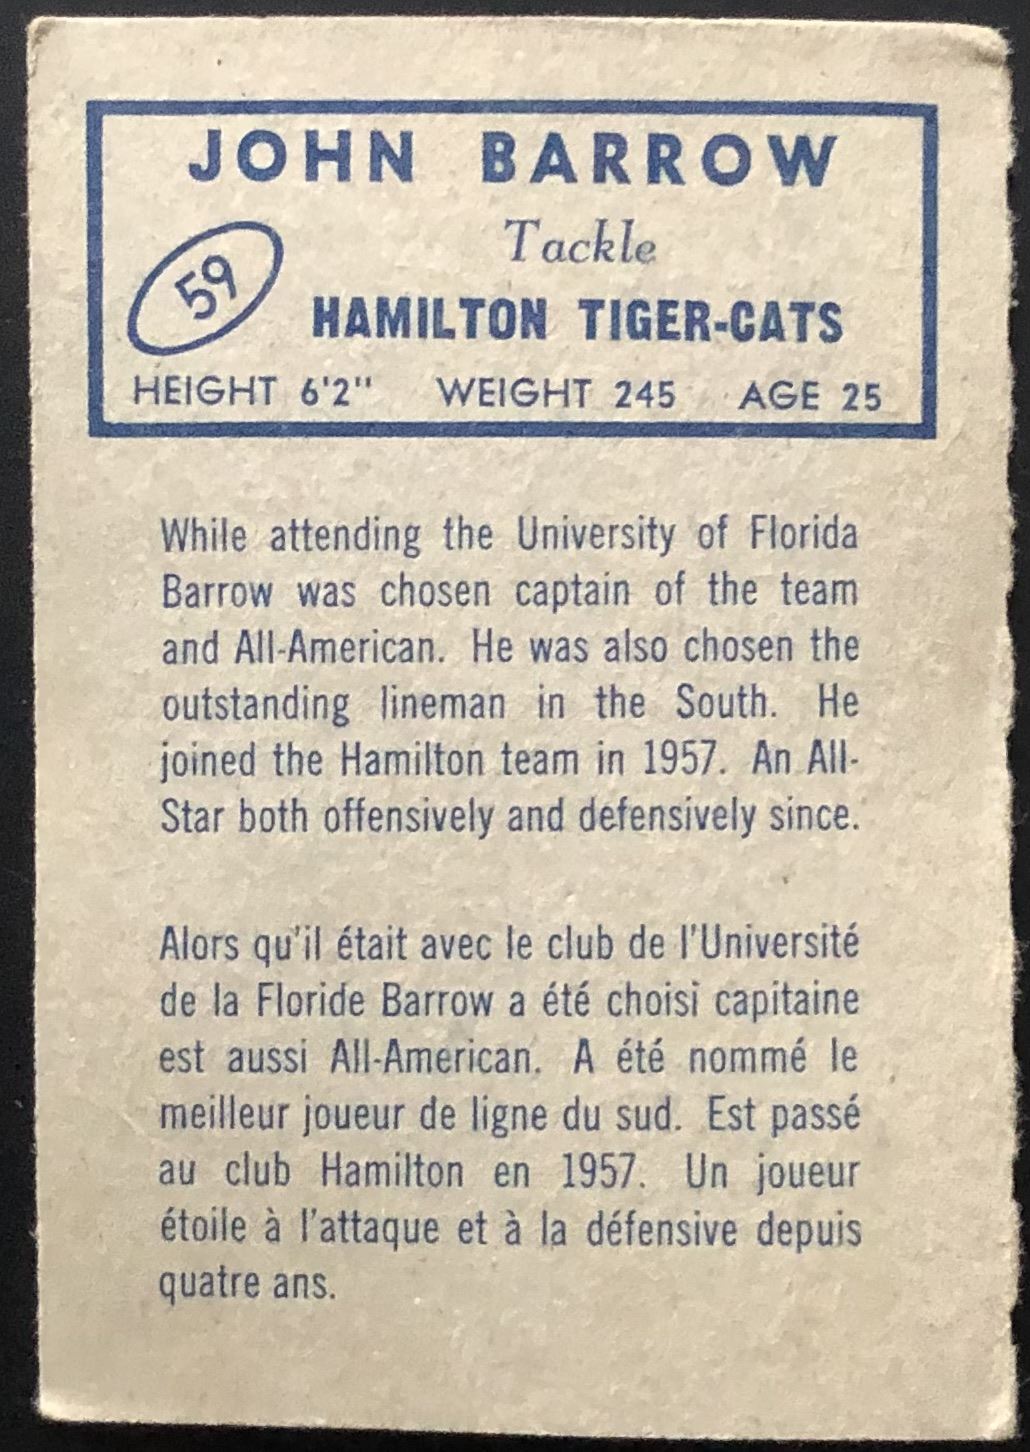 JOHN BARROW
Tackle
59
HAMILTON TIGER-CATS
HEIGHT 6'2" WEIGHT 245 AGE 25
While attending the University of Florida
Barrow was chosen captain of the team
and All-American. He was also chosen the
outstanding lineman in the South. He
joined the Hamilton team in 1957. An All-
Star both offensively and defensively since.
Alors qu'il était avec le club de l'Université
de la Floride Barrow a été choisi capitaine
est aussi All-American. A été nommé le
meilleur joueur de ligne du sud. Est passé
au club Hamilton en 1957. Un joueur
étoile à l'attaque et à la défensive depuis
quatre ans.